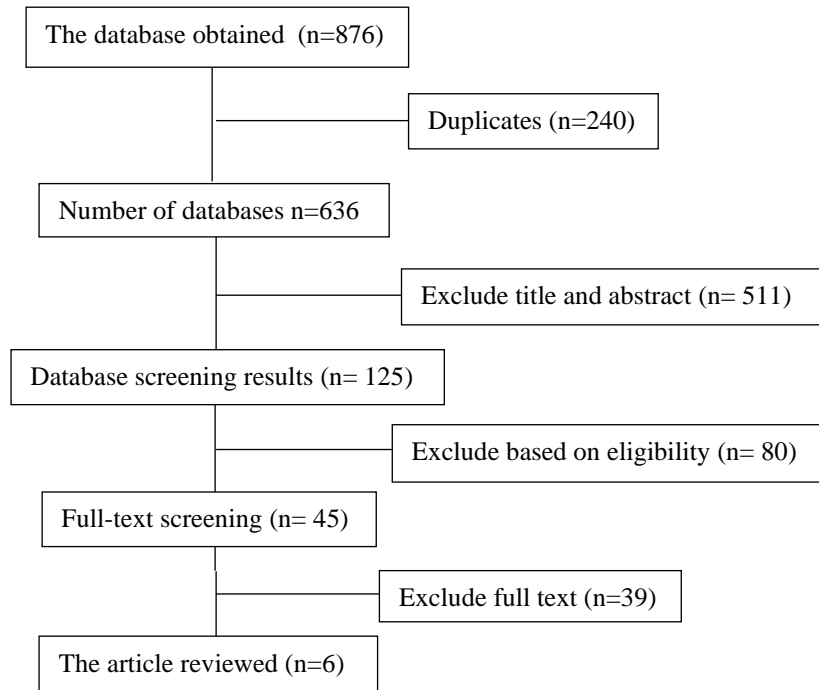 The database obtained (n=876)
Duplicates (n=240)
Number of databases n=636
Exclude title and abstract (n= 511)
Database screening results (n= 125)
Exclude based on eligibility (n= 80)
Full-text screening (n= 45)
Exclude full text (n=39)
The article reviewed (n=6)